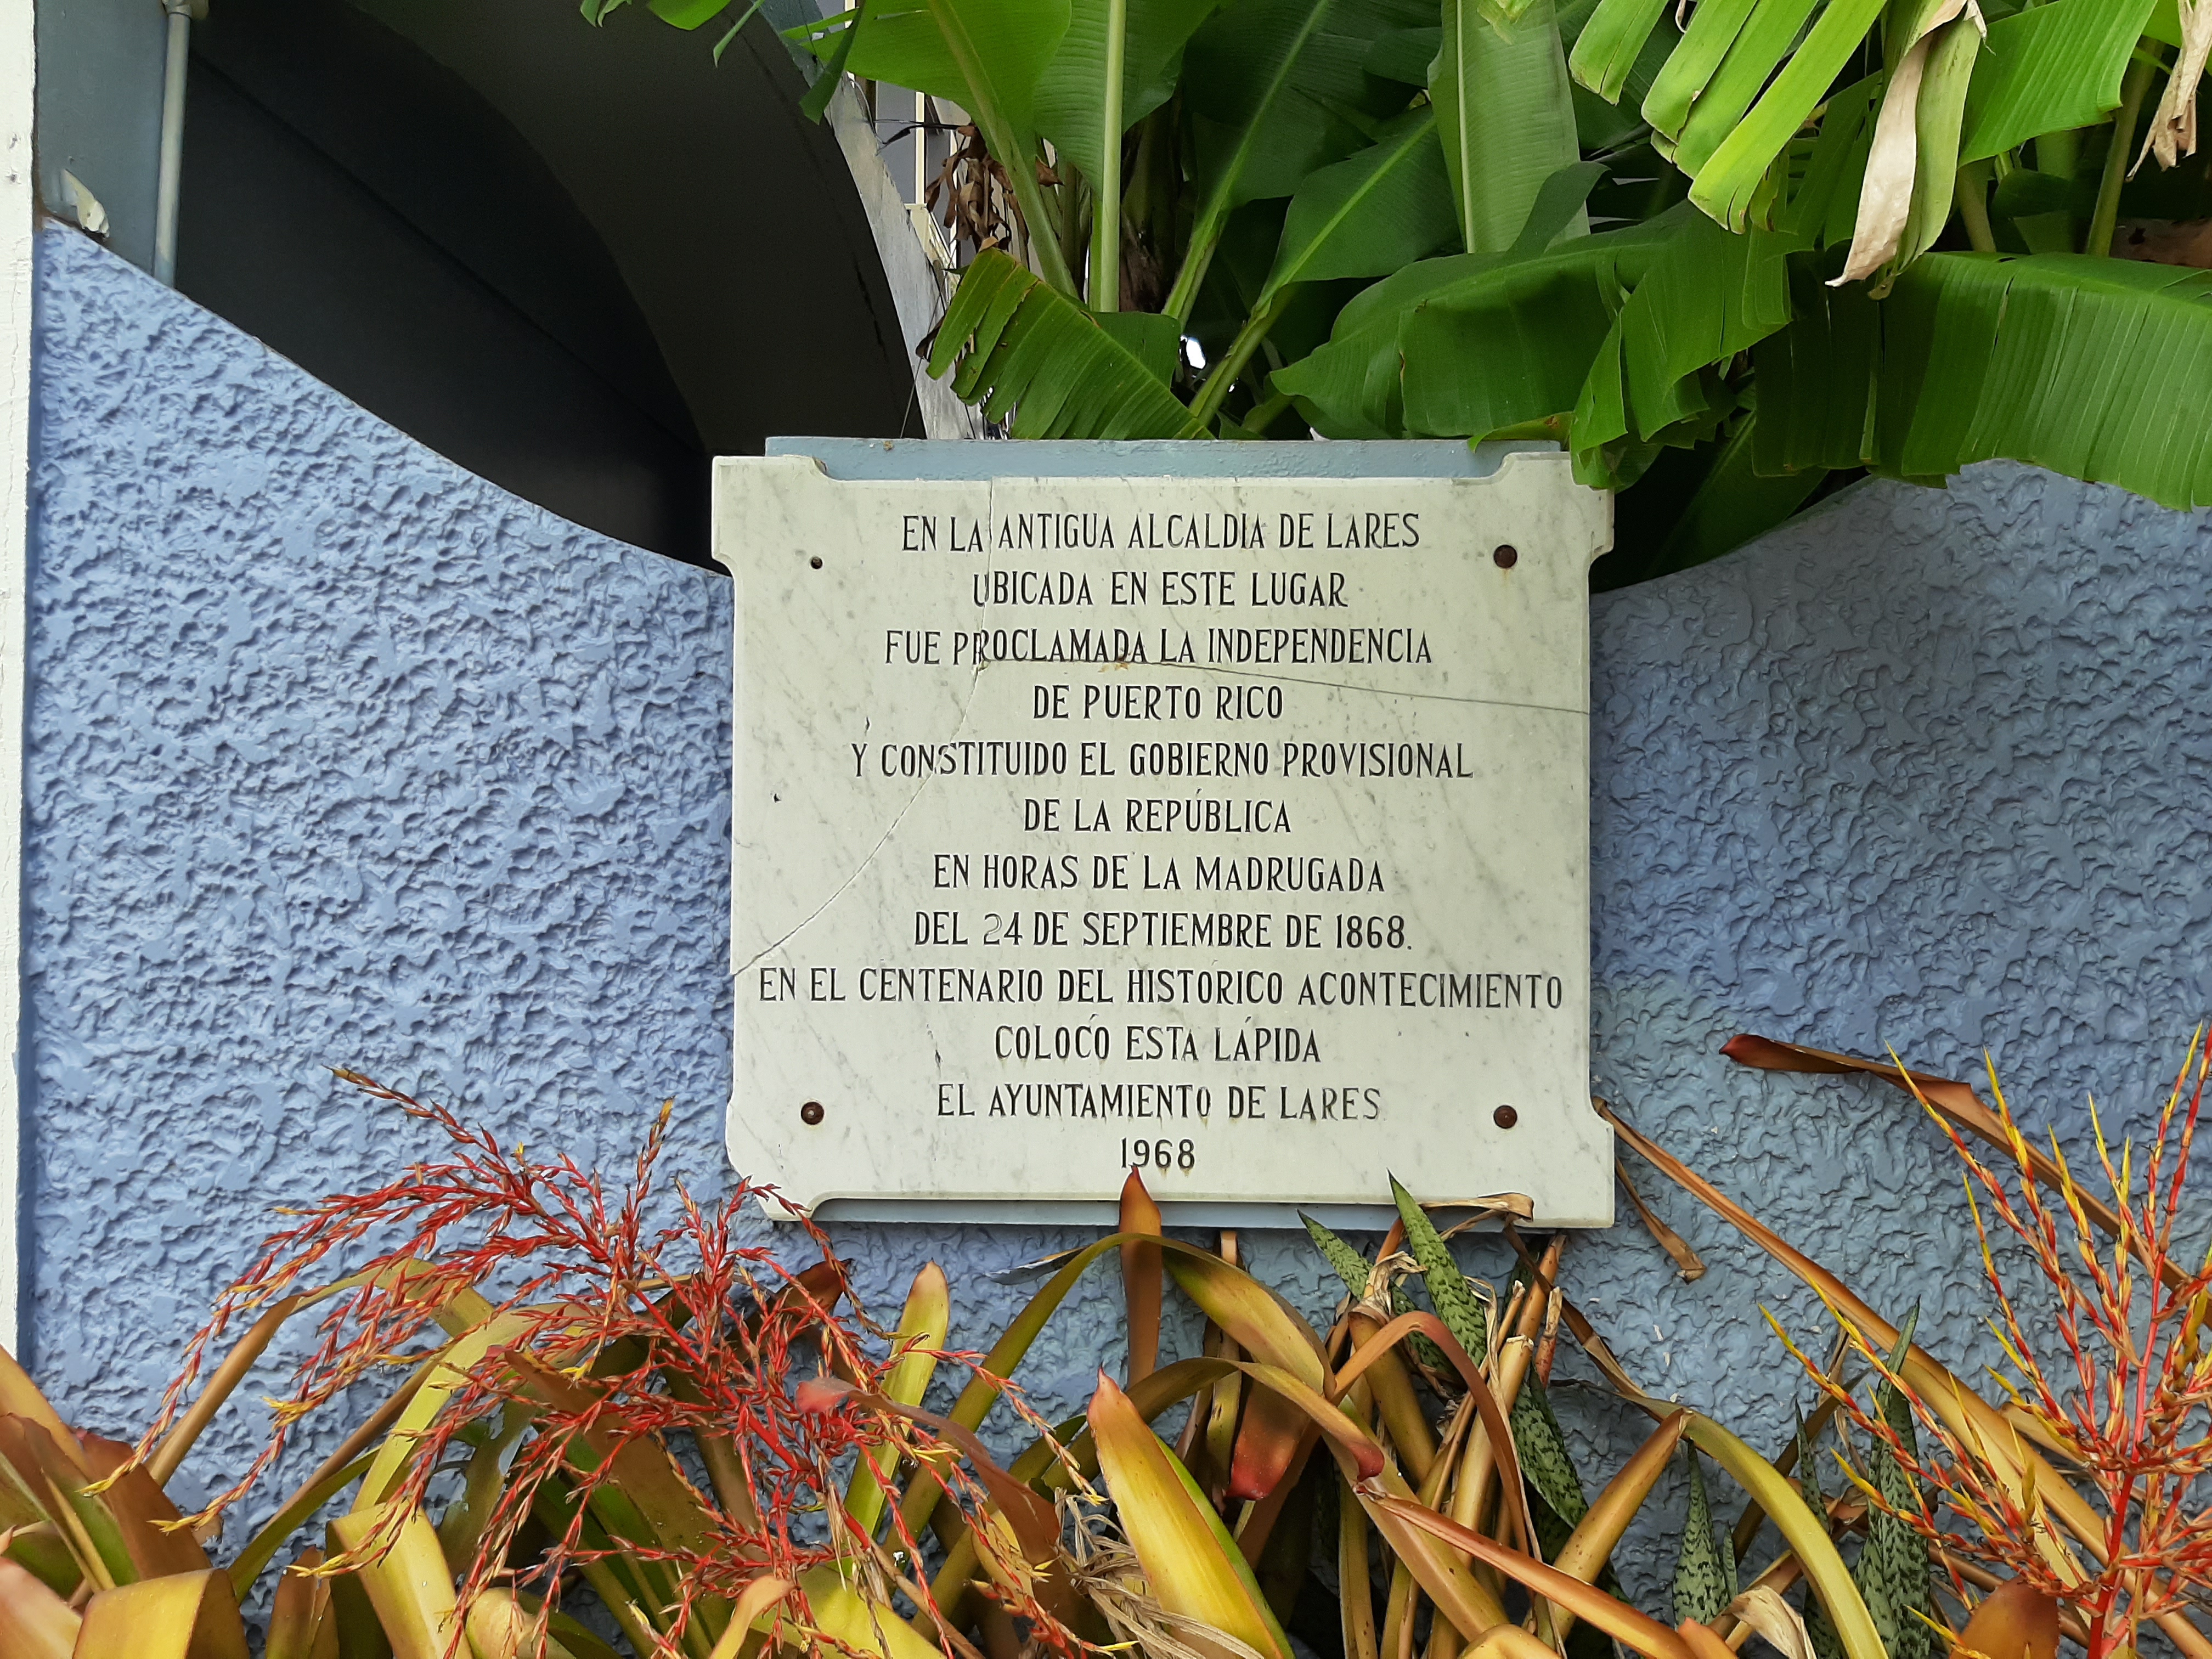 EN LA ANTIGUA ALCALDIA DE LARES
UBICADA EN ESTE LUGAR
FUE PROCLAMADA LA INDEPENDENCIA
DE PUERTO RICO
Y CONSTITUIDO EL GOBIERNO PROVISIONAL
DE LA REPÚBLICA
EN HORAS DE LA MADRUGADA
DEL 24 DE SEPTIEMBRE DE 1868.
EN EL CENTENARIO DEL HISTORICO ACONTECIMIENTO
COLOCÓ ESTA LÁPIDA
EL AYUNTAMIENTO DE LARES
1968